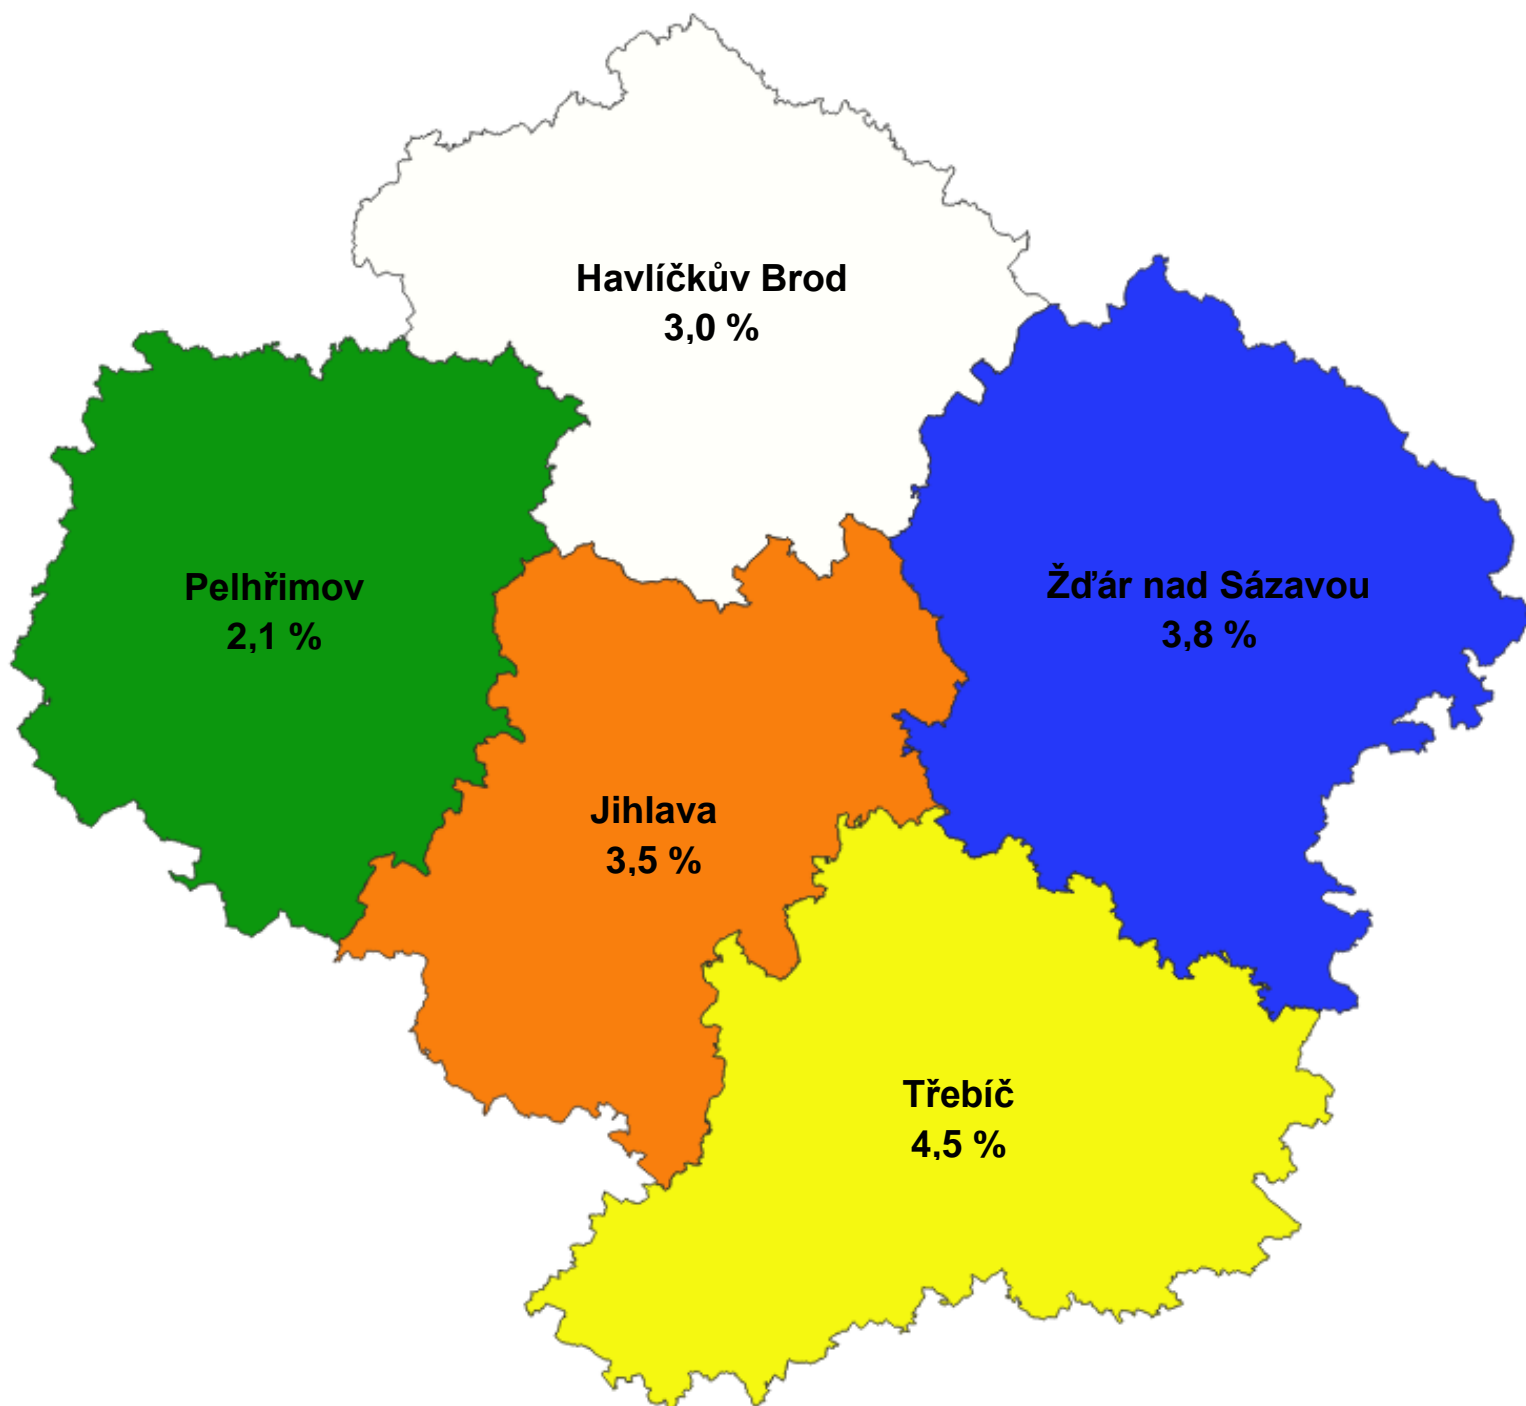 Havlíčkův Brod
3,0 %
Pelhřimov
2,1 %
Žďár nad Sázavou
3,8 %
Jihlava
3,5 %
Třebíč
4,5 %